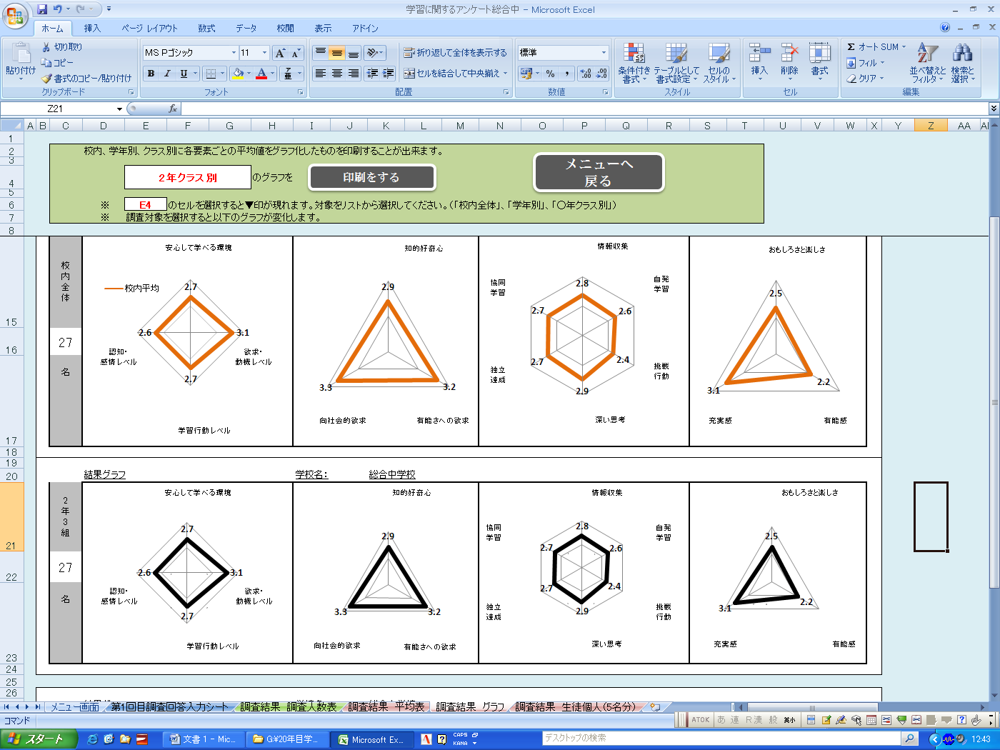 学習に関するアンケート総合中 - Microsoft Excel
ホーム 挿入 ページ レイアウト 数式 データ 校閲 表示 アドイン
貼り付け
切り取り
コピー
書式のコピー/貼り付け
クリップボード
MS Pゴシック 11
B I U
フォント
折り返して全体を表示する
セルを結合して中央揃え
配置
標準
数値
条件付き書式
テーブルとして書式設定
セルのスタイル
スタイル
挿入 削除 書式
セル
Σ オート SUM
フィル
クリア
並べ替えとフィルタ
検索と選択
編集
Z21 fx
A B C D E F G H I J K L M N O P Q R S T U V W X Y Z AA
1
2
3
4
5
6
7
8
15
16
17
18
19
20
21
22
23
24
25
26
校内、学年別、クラス別に各要素ごとの平均値をグラフ化したものを印刷することが出来ます。
２年クラス別 のグラフを 印刷をする
メニューへ
戻る
※ E4 のセルを選択すると▼印が現れます。対象をリストから選択してください。(「校内全体」、「学年別」、「○年クラス別」)
※ 調査対象を選択すると以下のグラフが変化します。
校内全体
27
名
安心して学べる環境
校内平均
2.7
3.1
2.7
2.6
認知・
感情レベル
欲求・
動機レベル
学習行動レベル
知的好奇心
2.9
3.2
3.3
向社会的欲求
有能さへの欲求
情報収集
協同
学習
自発
学習
2.8
2.6
2.4
2.9
2.7
2.7
独立
達成
挑戦
行動
深い思考
おもしろさと楽しさ
2.5
2.2
3.1
充実感
有能感
結果グラフ 学校名： 総合中学校
2年3組
27
名
安心して学べる環境
2.7
3.1
2.7
2.6
認知・
感情レベル
欲求・
動機レベル
学習行動レベル
知的好奇心
2.9
3.2
3.3
向社会的欲求
有能さへの欲求
情報収集
協同
学習
自発
学習
2.8
2.6
2.4
2.9
2.7
2.7
独立
達成
挑戦
行動
深い思考
おもしろさと楽しさ
2.5
2.2
3.1
充実感
有能感
メニュー画面 第1回目調査回答入力シート 調査結果 調査人数表 調査結果 平均表 調査結果 グラフ 調査結果 生徒個人(5名分)
コマンド
ATOK あ 連 R漢 般 英小
スタート
文書 1 - Mic...
G:¥20年目学...
Microsoft Ex...
CAPS
KANA
デスクトップの検索
12:43